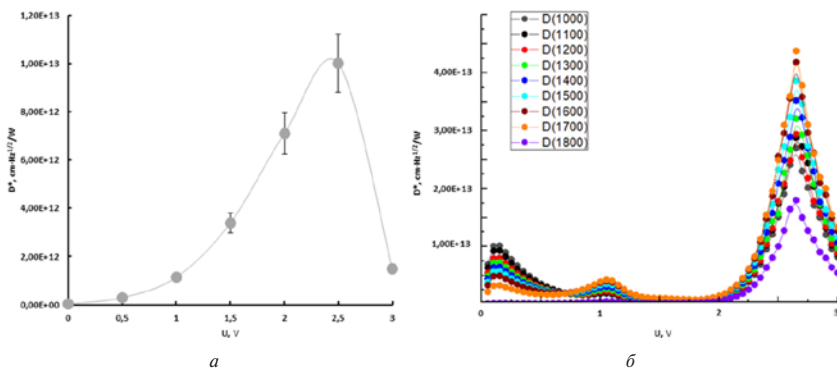 1,20E+13
1,00E+13
8,00E+12
6,00E+12
4,00E+12
2,00E+12
0,00E+00
D*, cm·Hz1/2/W
0
0,5
1
1,5
2
2,5
3
U, V
а
D(1000)
D(1100)
D(1200)
D(1300)
D(1400)
D(1500)
D(1600)
D(1700)
D(1800)
4,00E-13
3,00E-13
2,00E-13
1,00E-13
D*, cm·Hz1/2/W
0
1
2
3
U, V
б